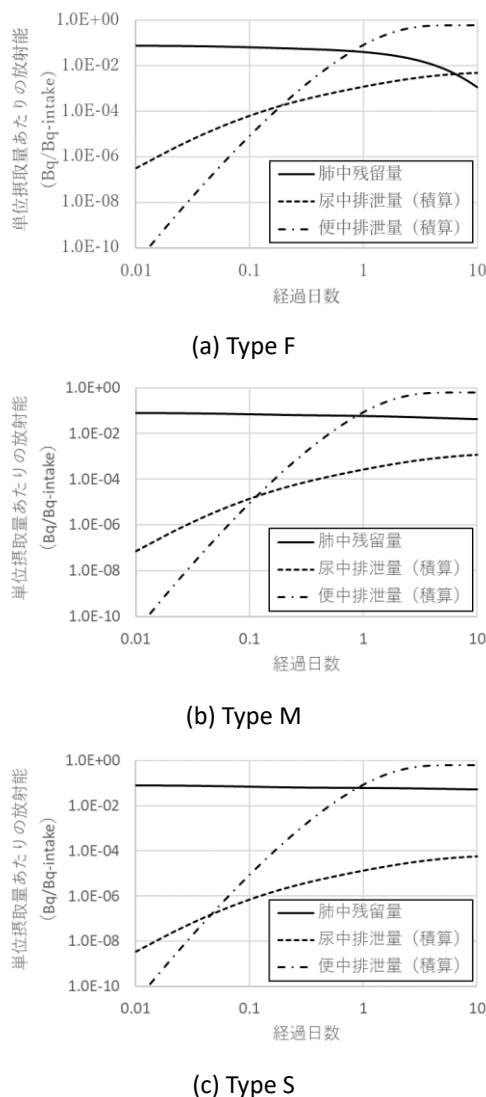 単位摂取量あたりの放射能
(Bq/Bq-intake)
1.0E+00
1.0E-02
1.0E-04
1.0E-06
1.0E-08
1.0E-10
肺中残留量
尿中排泄量（積算）
便中排泄量（積算）
0.01
0.1
1
10
経過日数
(a) Type F
単位摂取量あたりの放射能
(Bq/Bq-intake)
1.0E+00
1.0E-02
1.0E-04
1.0E-06
1.0E-08
1.0E-10
肺中残留量
尿中排泄量（積算）
便中排泄量（積算）
0.01
0.1
1
10
経過日数
(b) Type M
単位摂取量あたりの放射能
(Bq/Bq-intake)
1.0E+00
1.0E-02
1.0E-04
1.0E-06
1.0E-08
1.0E-10
肺中残留量
尿中排泄量（積算）
便中排泄量（積算）
0.01
0.1
1
10
経過日数
(c) Type S